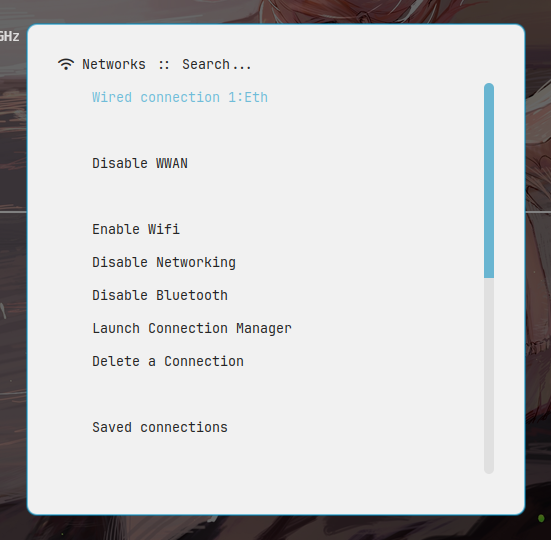 GHz
Networks :: Search...
Wired connection 1:Eth
Disable WWAN
Enable Wifi
Disable Networking
Disable Bluetooth
Launch Connection Manager
Delete a Connection
Saved connections